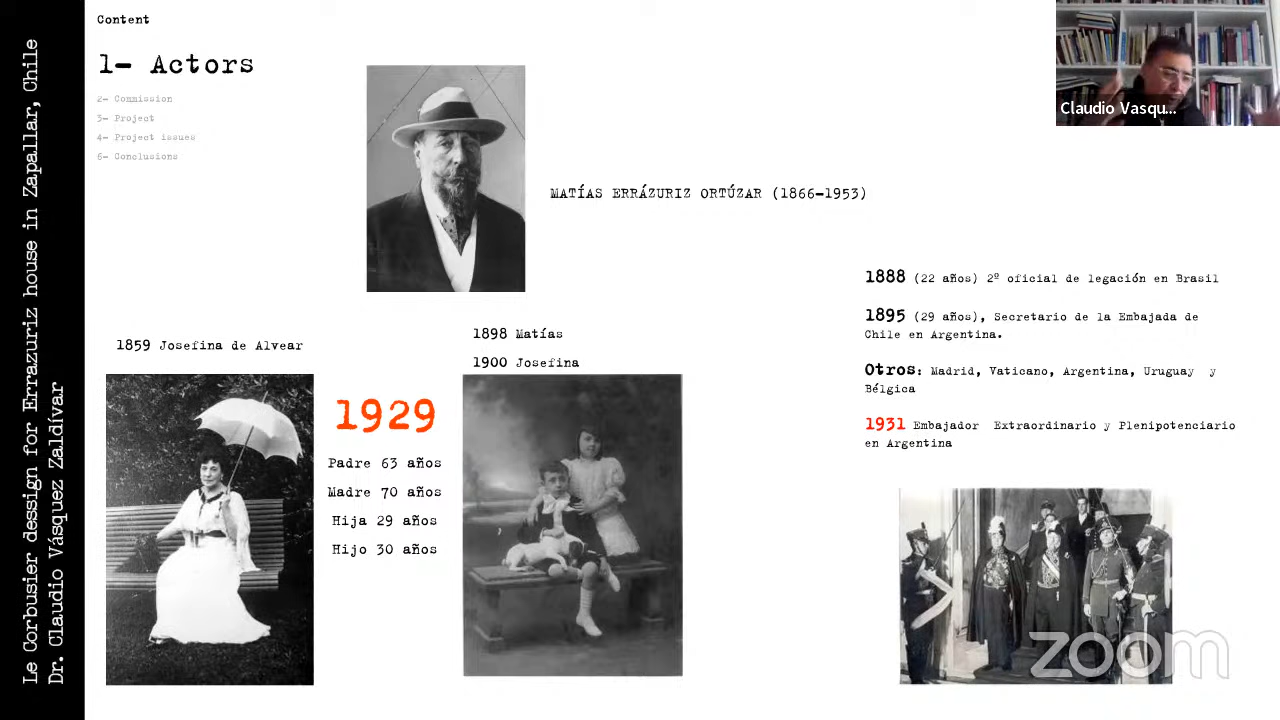 Content
1- Actors
2- Commission
3- Project
4- Project issues
6- Conclusions
Le Corbusier dessign for Errazuriz house in Zapallar, Chile
Dr. Claudio Vásquez Zaldívar
Claudio Vasqu...
MATÍAS ERRÁZURIZ ORTÚZAR (1866-1953)
1888 (22 años) 2º oficial de legación en Brasil
1895 (29 años), Secretario de la Embajada de
Chile en Argentina.
Otros: Madrid, Vaticano, Argentina, Uruguay y
Bélgica
1931 Embajador Extraordinario y Plenipotenciario
en Argentina
1859 Josefina de Alvear
1898 Matías
1900 Josefina
1929
Padre 63 años
Madre 70 años
Hija 29 años
Hijo 30 años
zoom